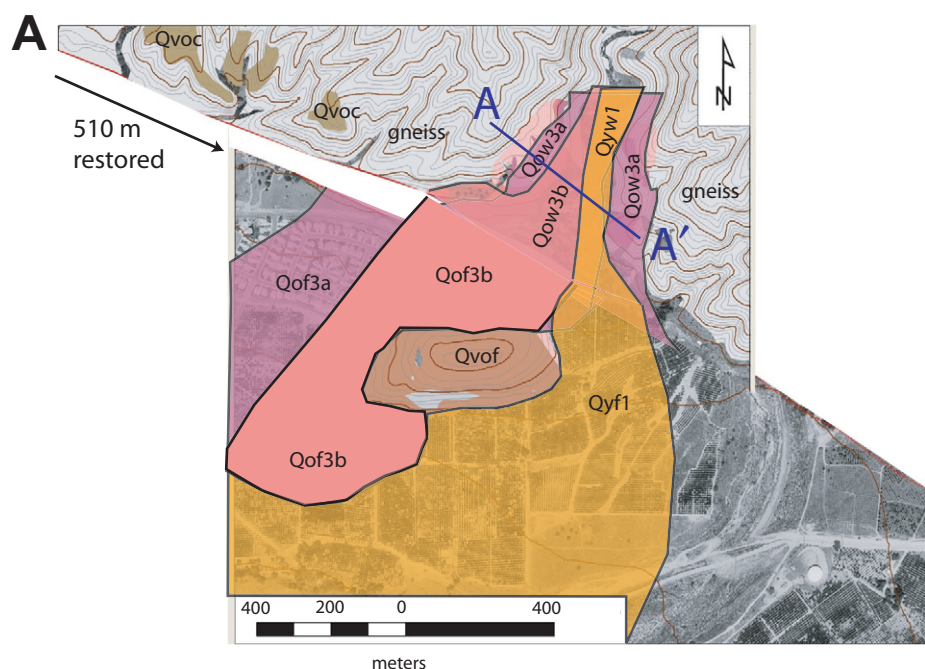 A
Qvoc
Qvoc
510 m
restored
gneiss
A
Qow3a
Qyw1
Qow3a
gneiss
Qow3b
A′
Qof3a
Qof3b
Qvof
Qyf1
Qof3b
N
400 200 0 400
meters